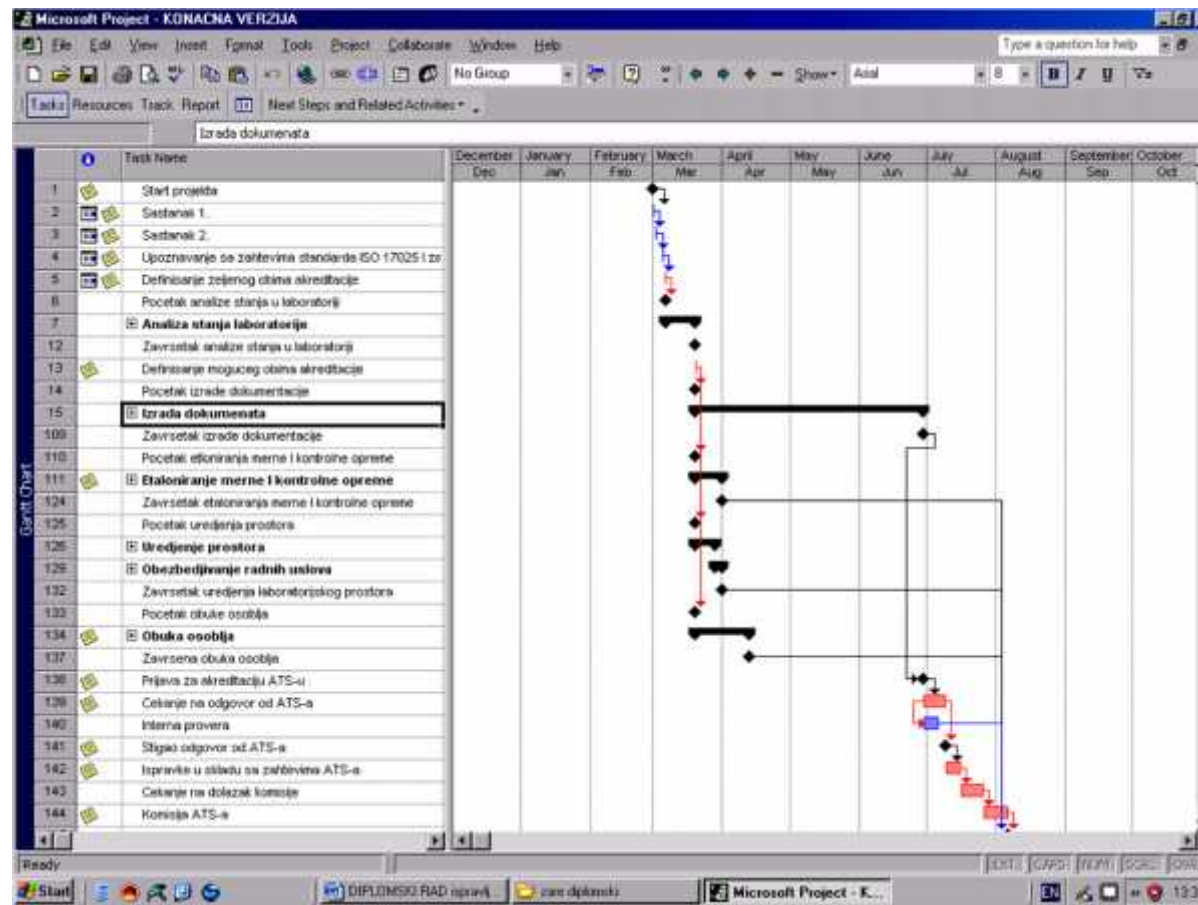 Microsoft Project - KONACNA VERZIJA
File Edit View Insert Format Tools Project Collaborate Window Help Type a question for help
No Group Show Arial 8 B I U
Tasks Resources Track Report Next Steps and Related Activities
Izrada dokumenata
Task Name December January February March April May June July August September October
Dec Jan Feb Mar Apr May Jun Jul Aug Sep Oct
1 Start projekta
2 Sastanak 1.
3 Sastanak 2.
4 Upoznavanje sa zahtevima standarda ISO 17025 I
5 Definisanje zeljenog obima akreditacije
6 Pocetak analize stanja u laboratoriji
7 Analiza stanja laboratorije
12 Zavrsetak analize stanja u laboratoriji
13 Definisanje moguceg obima akreditacije
14 Pocetak izrade dokumentacije
15 Izrada dokumenata
109 Zavrsetak izrade dokumentacije
110 Pocetak etloniranja merne I kontrolne opreme
111 Etaloniranje merne I kontrolne opreme
124 Zavrsetak etaloniranja merne I kontrolne opreme
125 Pocetak uredjenja prostora
126 Uredjenje prostora
129 Obezbedjivanje radnih uslova
132 Zavrsetak uredjenja laboratorijskog prostora
133 Pocetak obuke osoblja
134 Obuka osoblja
137 Zavrsena obuka osoblja
138 Prijava za akreditaciju ATS-u
139 Cekanje na odgovor od ATS-a
140 Interna provera
141 Stigao odgovor od ATS-a
142 Ispravke u skladu sa zahtevima ATS-a
143 Cekanje na dolazak komisije
144 Komisija ATS-a
Gantt Chart
Ready EXT CAPS NUM SCRL OVR
Start DIPLOMSKI RAD zare diplomski Microsoft Project - K... EN 13:3